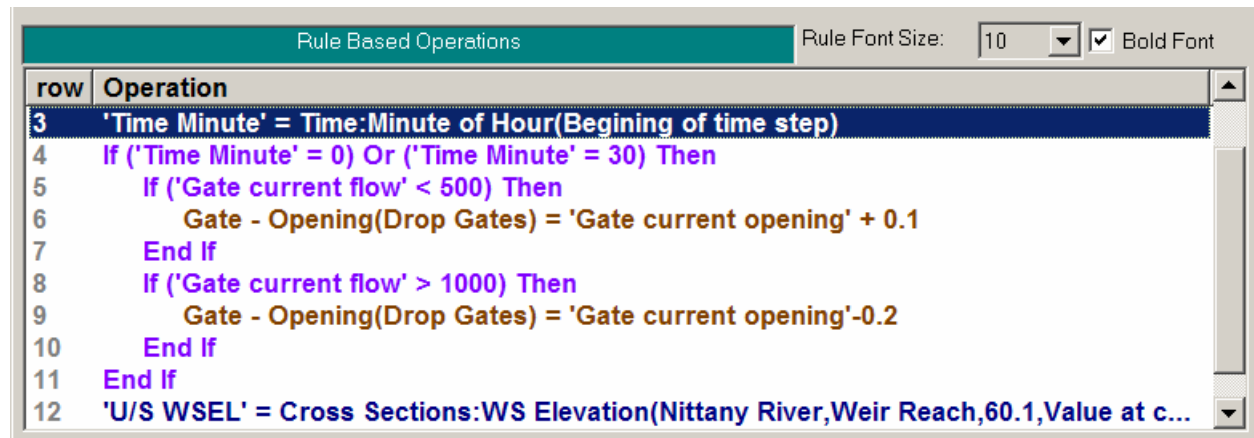 Rule Based Operations Rule Font Size: 10 Bold Font
row Operation
3 'Time Minute' = Time:Minute of Hour(Begining of time step)
4 If ('Time Minute' = 0) Or ('Time Minute' = 30) Then
5 If ('Gate current flow' < 500) Then
6 Gate - Opening(Drop Gates) = 'Gate current opening' + 0.1
7 End If
8 If ('Gate current flow' > 1000) Then
9 Gate - Opening(Drop Gates) = 'Gate current opening'-0.2
10 End If
11 End If
12 'U/S WSEL' = Cross Sections:WS Elevation(Nittany River,Weir Reach,60.1,Value at c...